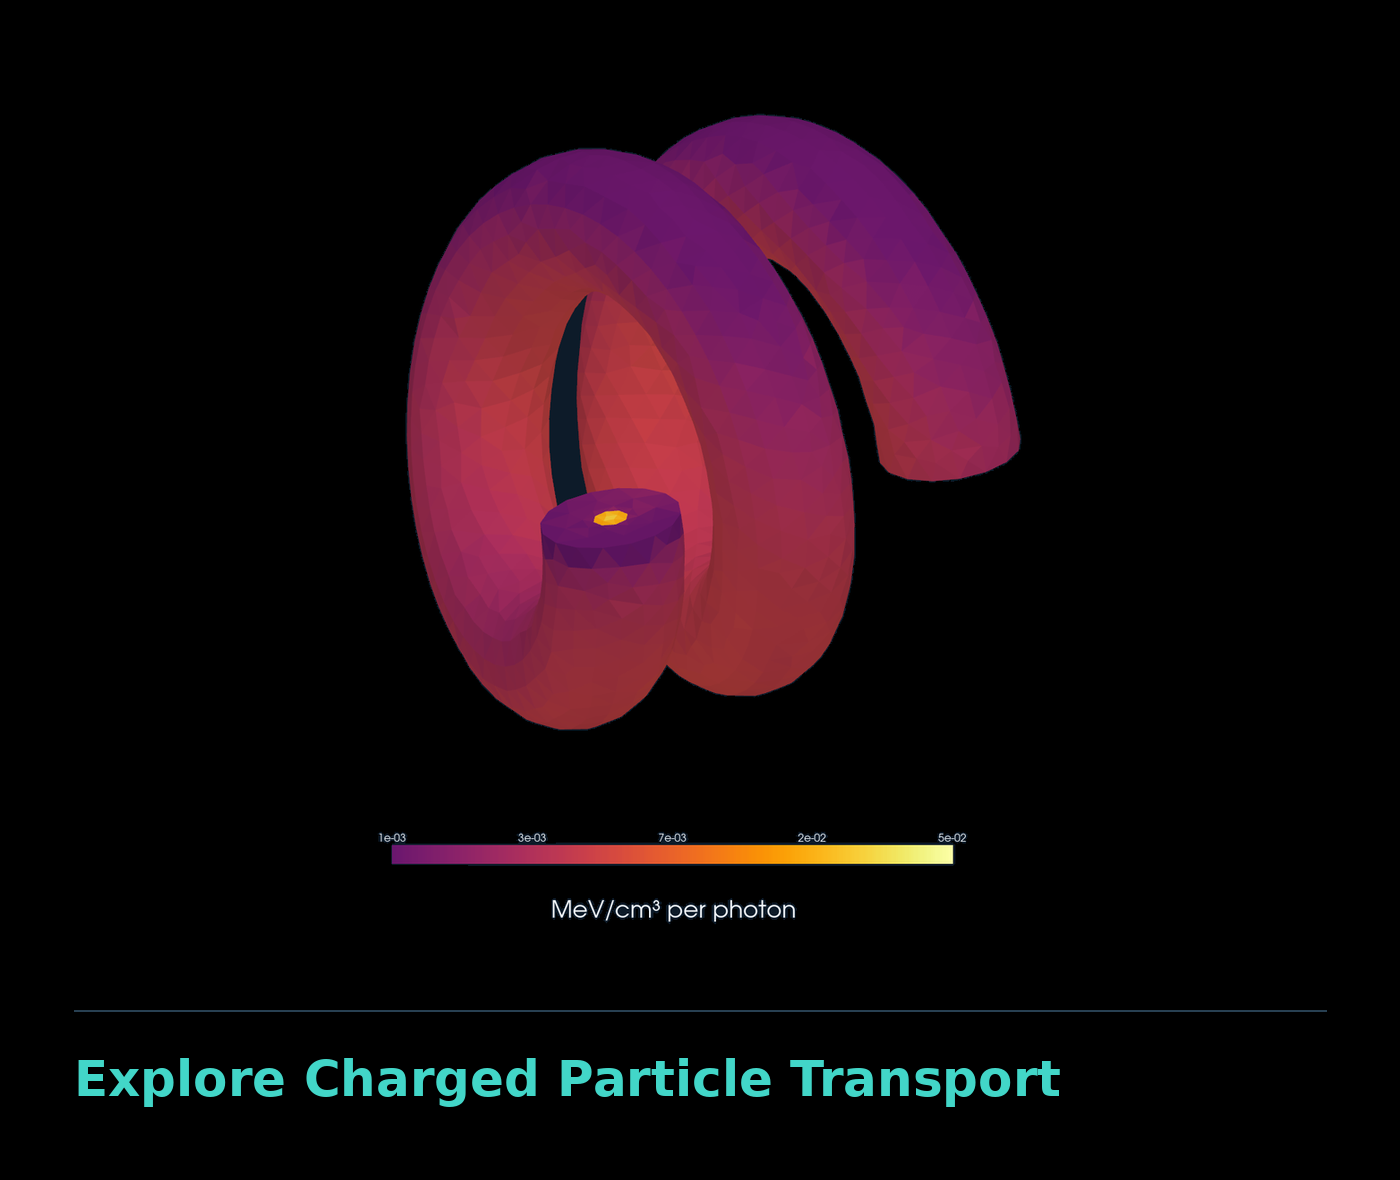 1e-03 3e-03 7e-03 2e-02 5e-02
MeV/cm³ per photon
Explore Charged Particle Transport